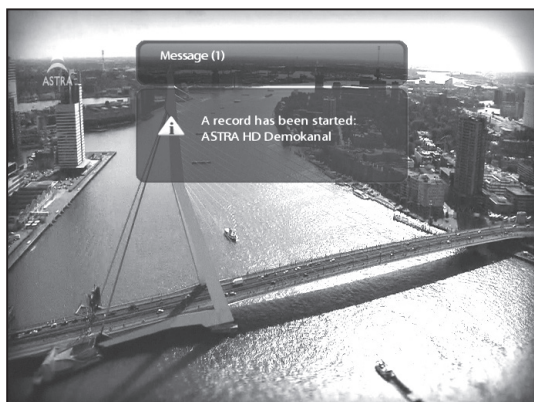 Message (1)
ASTRA
A record has been started:
ASTRA HD Demokanal